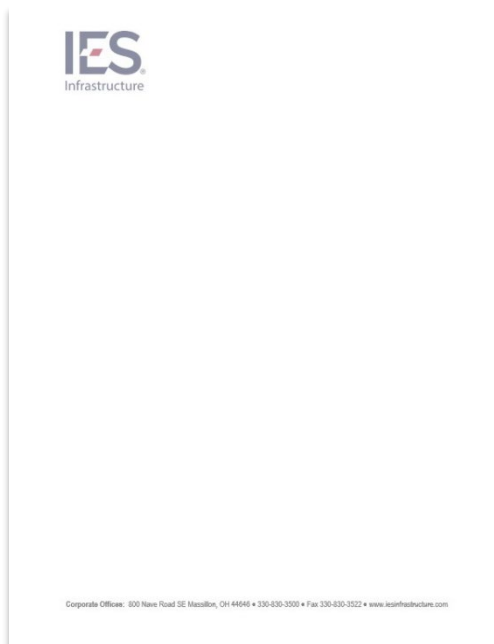 IES®
Infrastructure
Corporate Offices: 800 Nave Road SE Massillon, OH 44646 • 330-830-3500 • Fax 330-830-3522 • www.iesinfrastructure.com